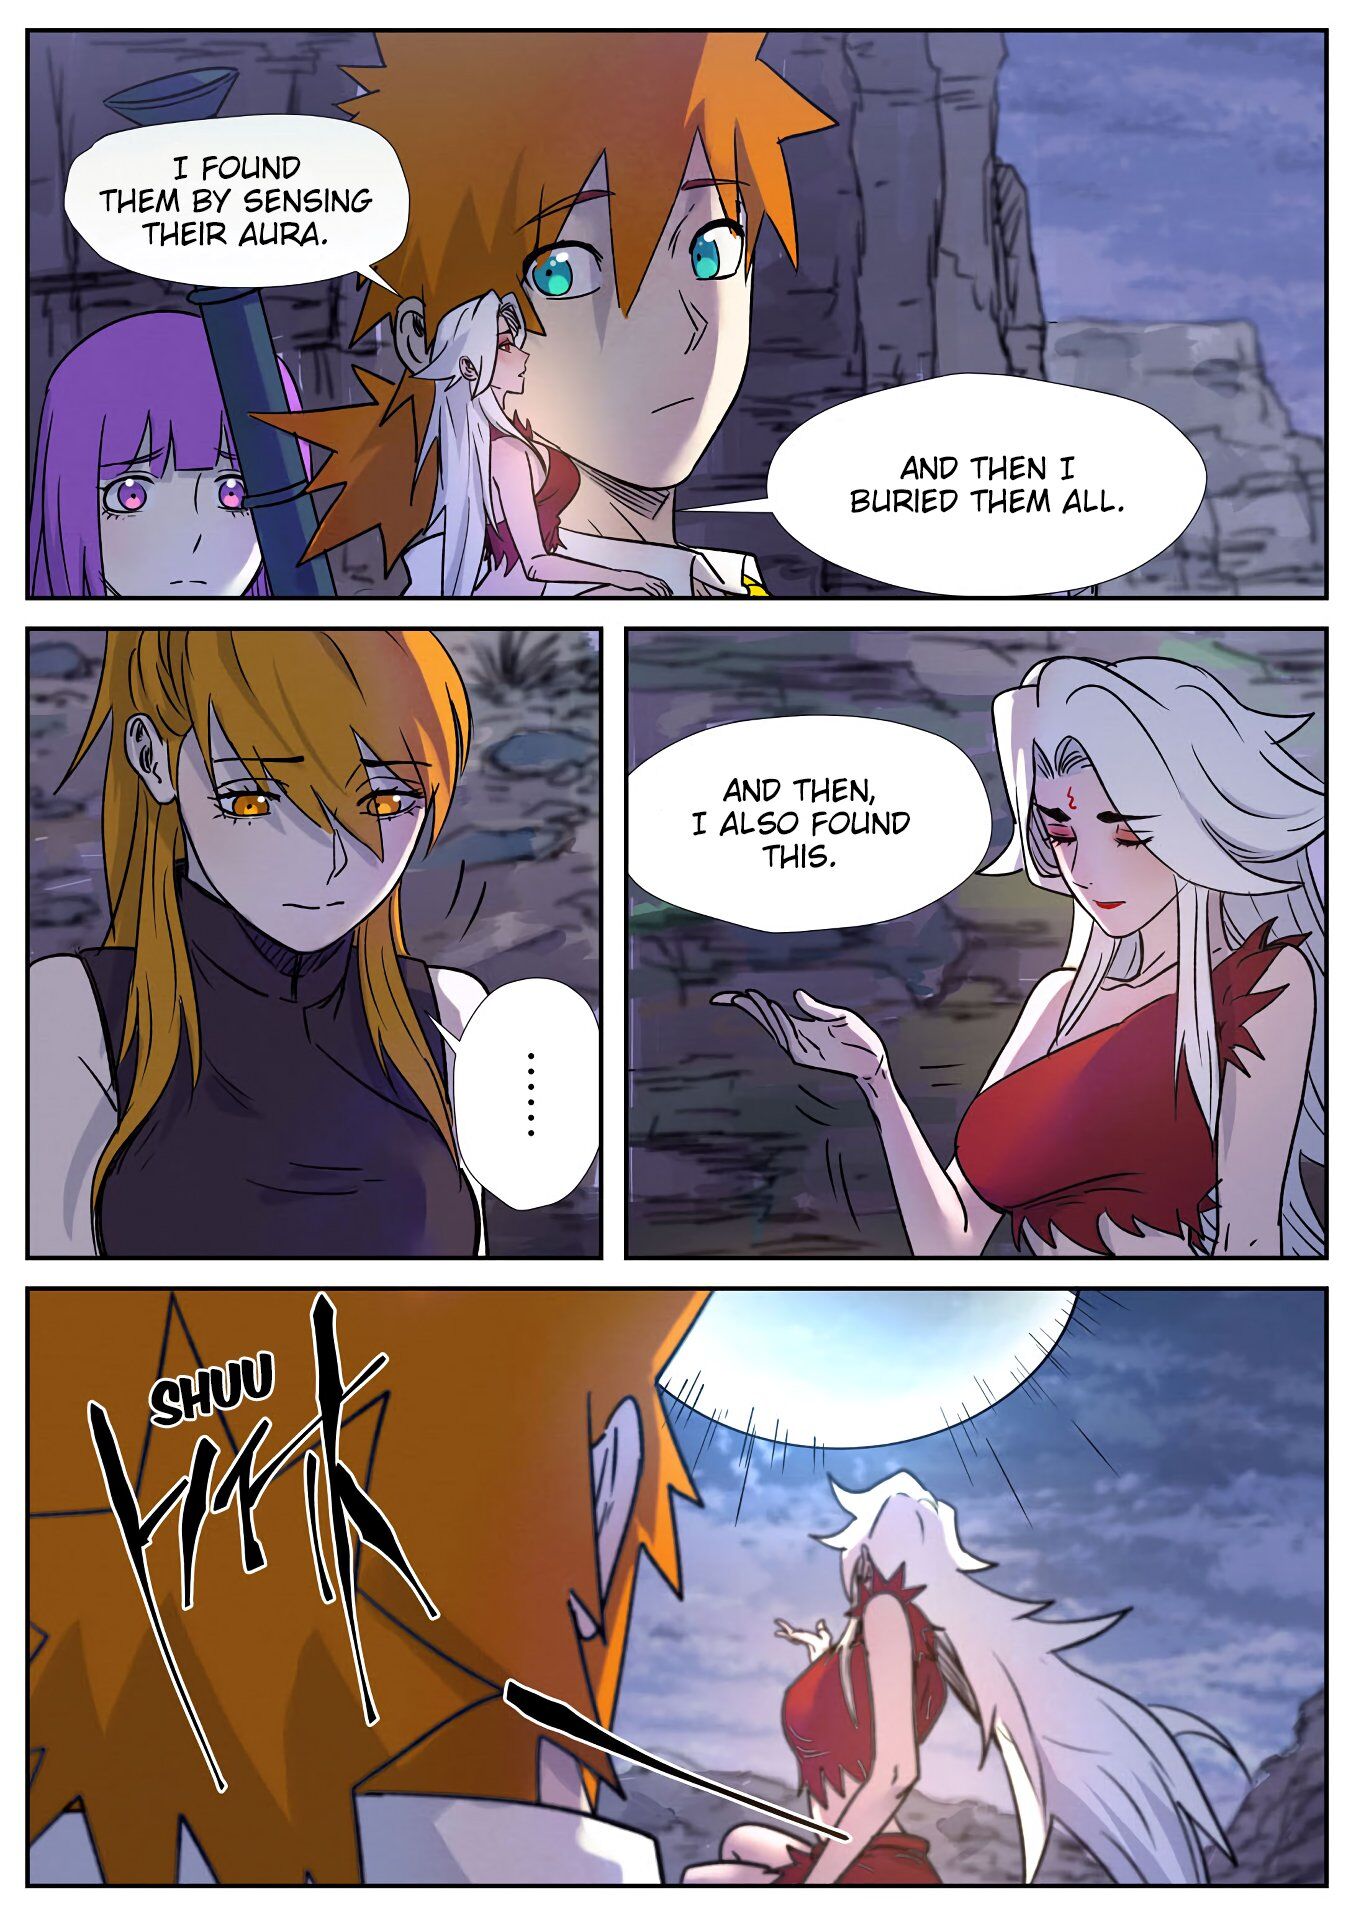 I FOUND
THEM BY SENSING
THEIR AURA.
AND THEN I
BURIED THEM ALL.
......
AND THEN,
I ALSO FOUND
THIS.
SHUU